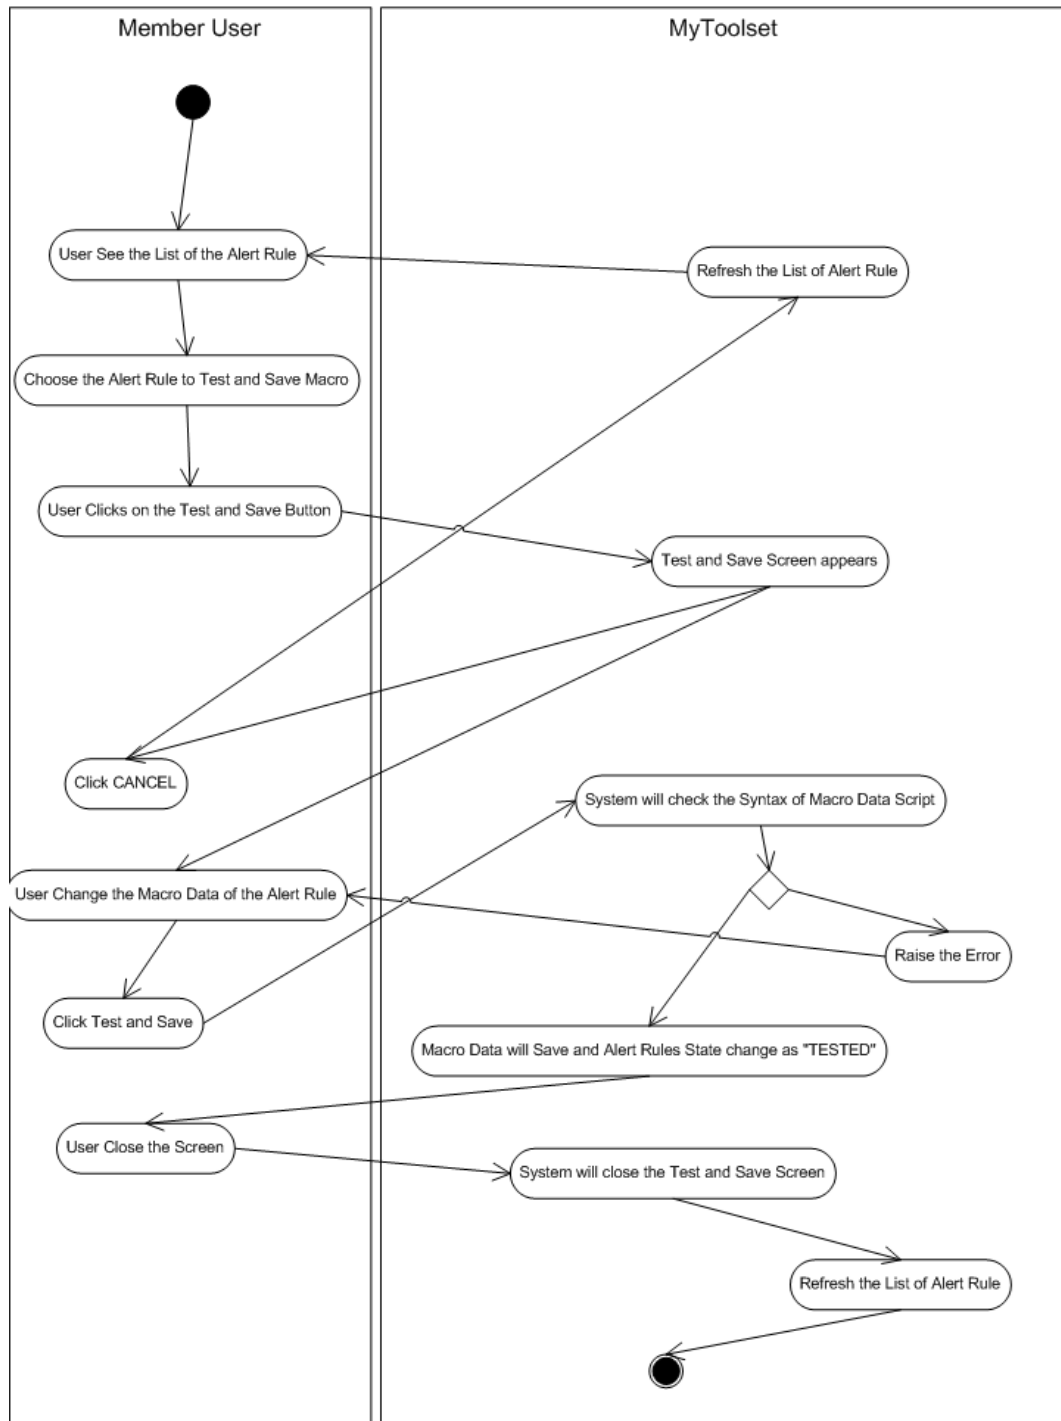 Member User
MyToolset
User See the List of the Alert Rule
Refresh the List of Alert Rule
Choose the Alert Rule to Test and Save Macro
User Clicks on the Test and Save Button
Test and Save Screen appears
Click CANCEL
System will check the Syntax of Macro Data Script
User Change the Macro Data of the Alert Rule
Raise the Error
Click Test and Save
Macro Data will Save and Alert Rules State change as "TESTED"
User Close the Screen
System will close the Test and Save Screen
Refresh the List of Alert Rule